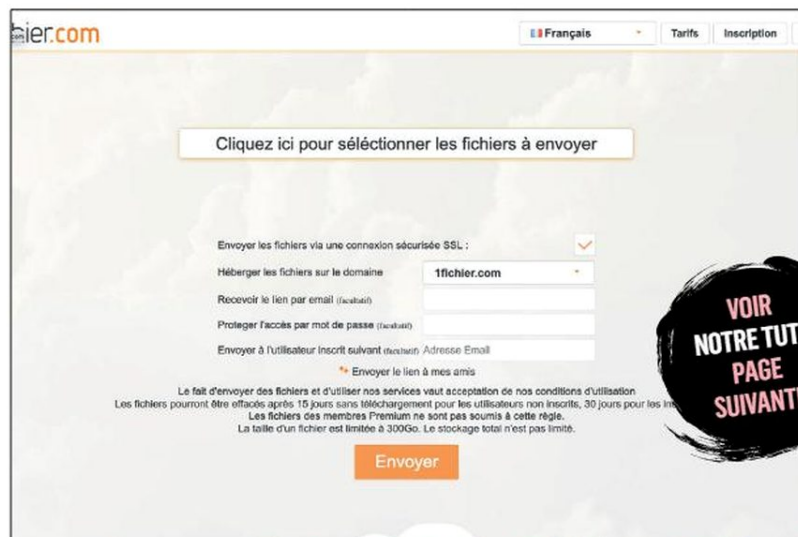 hier.com
Français
Tarifs
Inscription
Cliquez ici pour séléctionner les fichiers à envoyer
Envoyer les fichiers via une connexion sécurisée SSL :
Héberger les fichiers sur le domaine
1fichier.com
Recevoir le lien par email (facultatif)
Proteger l'accès par mot de passe (facultatif)
Envoyer à l'utilisateur inscrit suivant (facultatif) Adresse Email
Envoyer le lien à mes amis
Le fait d'envoyer des fichiers et d'utiliser nos services vaut acceptation de nos conditions d'utilisation
Les fichiers pourront être effacés après 15 jours sans téléchargement pour les utilisateurs non inscrits, 30 jours pour les ins
Les fichiers des membres Premium ne sont pas soumis à cette règle.
La taille d'un fichier est limitée à 300Go. Le stockage total n'est pas limité.
Envoyer
VOIR
NOTRE TUT
PAGE
SUIVANT